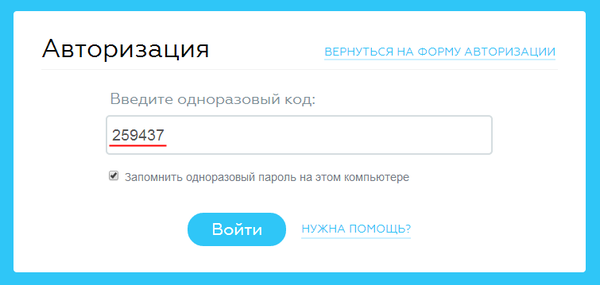 Авторизация
ВЕРНУТЬСЯ НА ФОРМУ АВТОРИЗАЦИИ
Введите одноразовый код:
259437
Запомнить одноразовый пароль на этом компьютере
Войти
НУЖНА ПОМОЩЬ?